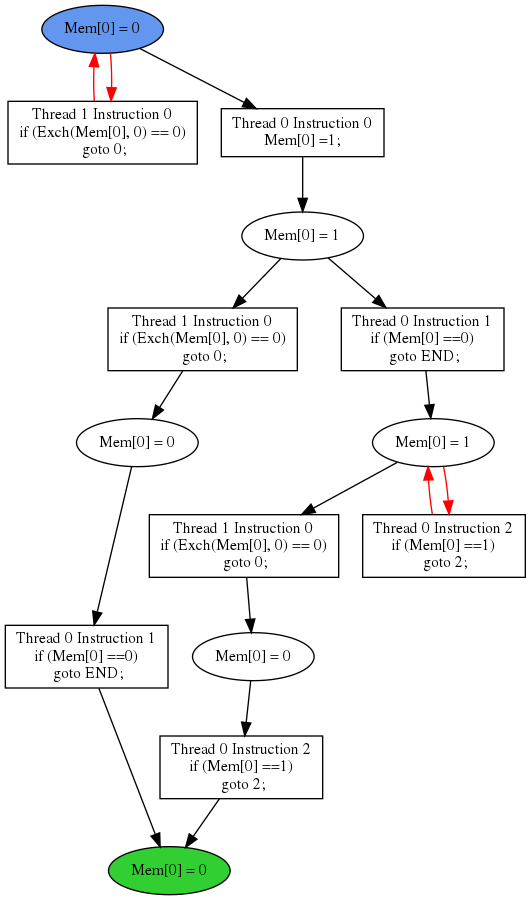 Mem[0] = 0
Thread 1 Instruction 0
if (Exch(Mem[0], 0) == 0)
goto 0;
Thread 0 Instruction 0
Mem[0] =1;
Mem[0] = 1
Thread 1 Instruction 0
if (Exch(Mem[0], 0) == 0)
goto 0;
Thread 0 Instruction 1
if (Mem[0] ==0)
goto END;
Mem[0] = 0
Mem[0] = 1
Thread 1 Instruction 0
if (Exch(Mem[0], 0) == 0)
goto 0;
Thread 0 Instruction 2
if (Mem[0] ==1)
goto 2;
Thread 0 Instruction 1
if (Mem[0] ==0)
goto END;
Mem[0] = 0
Thread 0 Instruction 2
if (Mem[0] ==1)
goto 2;
Mem[0] = 0